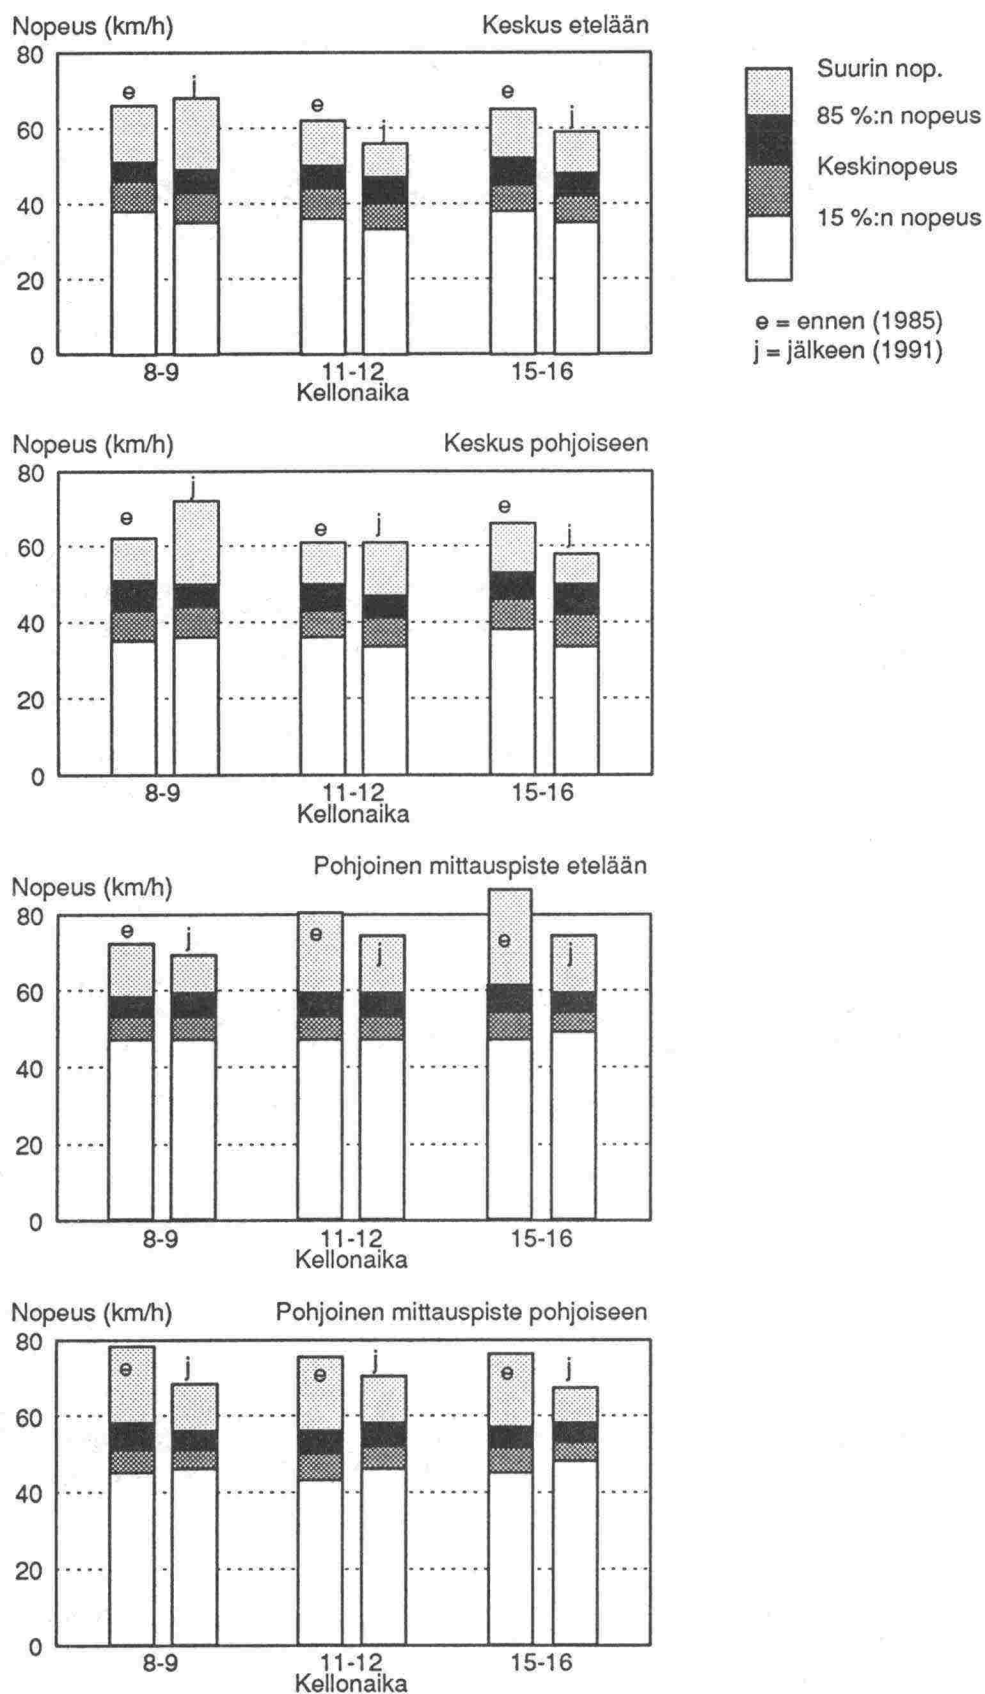 Nopeus (km/h) Keskus etelään
80
60
40
20
0
e j e j e j
8-9 11-12 15-16
Kellonaika
Suurin nop.
85 %:n nopeus
Keskinopeus
15 %:n nopeus
e = ennen (1985)
j = jälkeen (1991)
Nopeus (km/h) Keskus pohjoiseen
80
60
40
20
0
e j e j e j
8-9 11-12 15-16
Kellonaika
Pohjoinen mittauspiste etelään
Nopeus (km/h)
80
60
40
20
0
e j e j e j
8-9 11-12 15-16
Kellonaika
Nopeus (km/h) Pohjoinen mittauspiste pohjoiseen
80
60
40
20
0
e j e j e j
8-9 11-12 15-16
Kellonaika